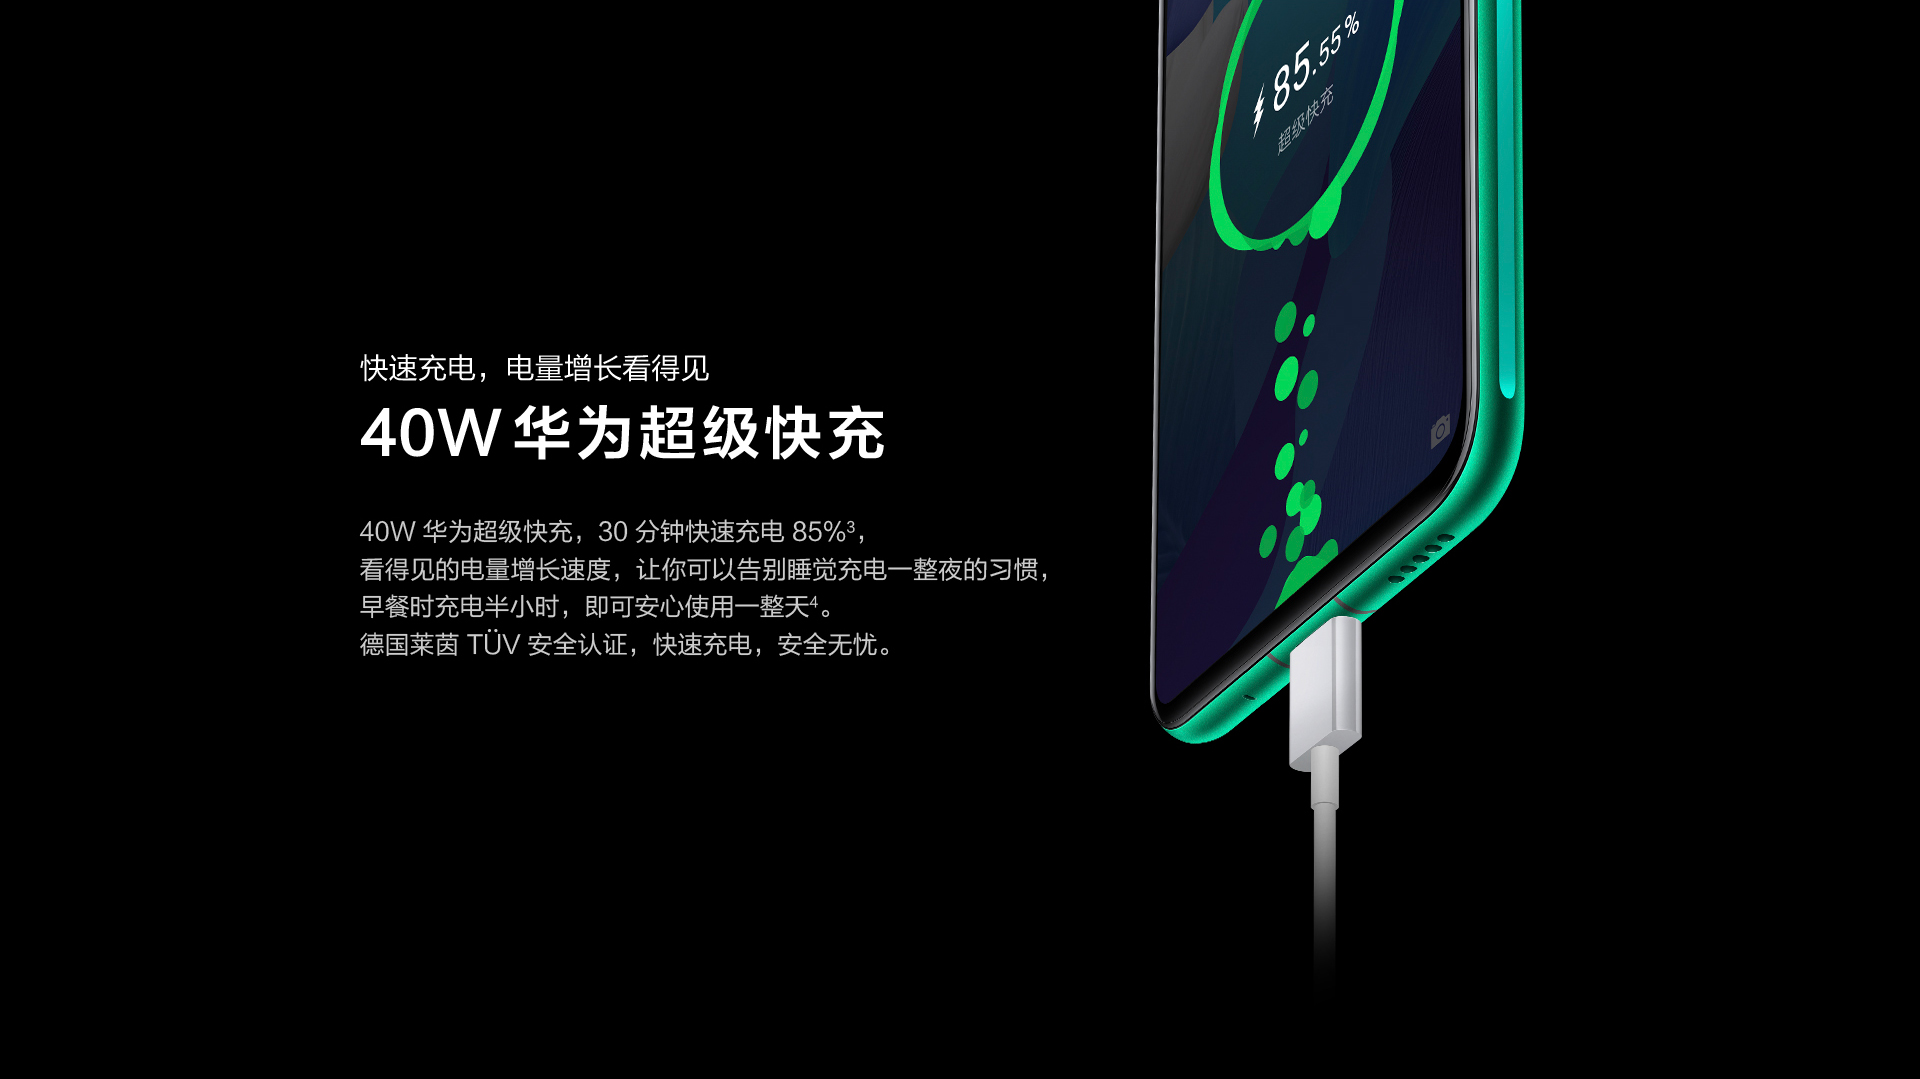 快速充电，电量增长看得见
40W 华为超级快充
40W 华为超级快充，30 分钟快速充电 85%³，
看得见的电量增长速度，让你可以告别睡觉充电一整夜的习惯，
早餐时充电半小时，即可安心使用一整天⁴。
德国莱茵 TÜV 安全认证，快速充电，安全无忧。
85.55%
超级快充